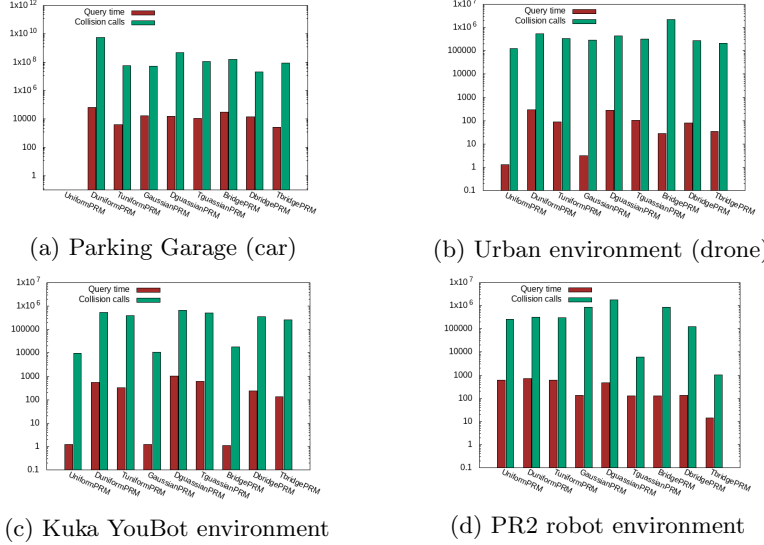 1x10^12
1x10^10
1x10^8
1x10^6
10000
100
1
Query time
Collision calls
UniformPRM
DuniformPRM
TuniformPRM
GaussianPRM
DguassianPRM
TguassianPRM
BridgePRM
DbridgePRM
TbridgePRM
(a) Parking Garage (car)
1x10^7
1x10^6
100000
10000
1000
100
10
1
0.1
Query time
Collision calls
UniformPRM
DuniformPRM
TuniformPRM
GaussianPRM
DguassianPRM
TguassianPRM
BridgePRM
DbridgePRM
TbridgePRM
(b) Urban environment (drone)
1x10^7
1x10^6
100000
10000
1000
100
10
1
0.1
Query time
Collision calls
UniformPRM
DuniformPRM
TuniformPRM
GaussianPRM
DguassianPRM
TguassianPRM
BridgePRM
DbridgePRM
TbridgePRM
(c) Kuka YouBot environment
1x10^7
1x10^6
100000
10000
1000
100
10
1
0.1
Query time
Collision calls
UniformPRM
DuniformPRM
TuniformPRM
GaussianPRM
DguassianPRM
TguassianPRM
BridgePRM
DbridgePRM
TbridgePRM
(d) PR2 robot environment